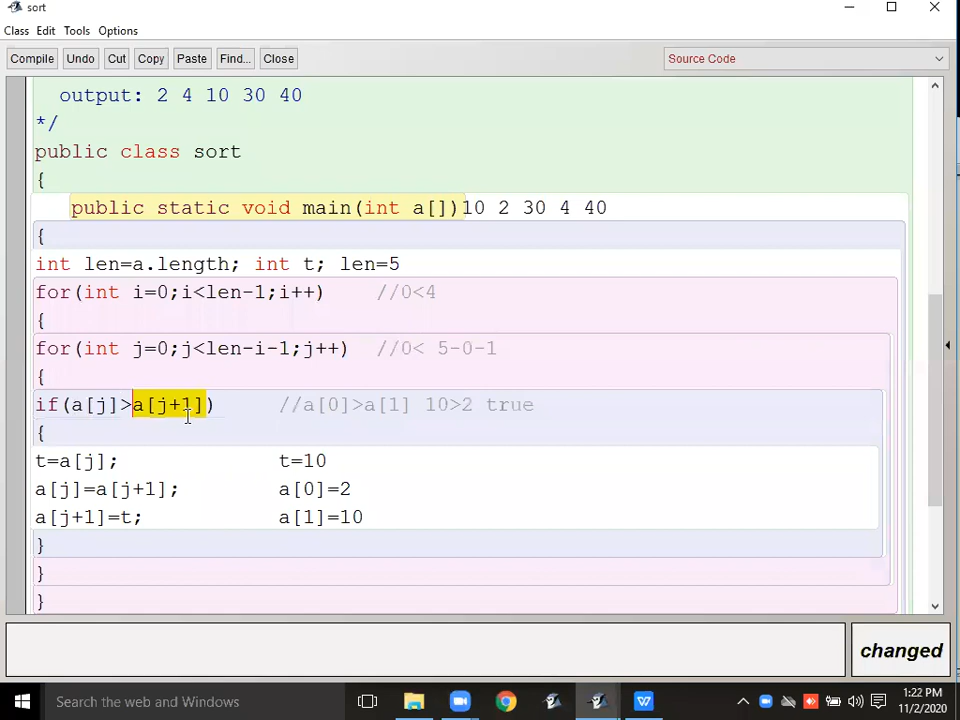 sort
Class Edit Tools Options
Compile Undo Cut Copy Paste Find... Close Source Code
output: 2 4 10 30 40
*/
public class sort
{
public static void main(int a[])10 2 30 4 40
{
int len=a.length; int t; len=5
for(int i=0;i<len-1;i++) //0<4
{
for(int j=0;j<len-i-1;j++) //0< 5-0-1
{
if(a[j]>a[j+1]) //a[0]>a[1] 10>2 true
{
t=a[j]; t=10
a[j]=a[j+1]; a[0]=2
a[j+1]=t; a[1]=10
}
}
}
changed
Search the web and Windows
1:22 PM
11/2/2020